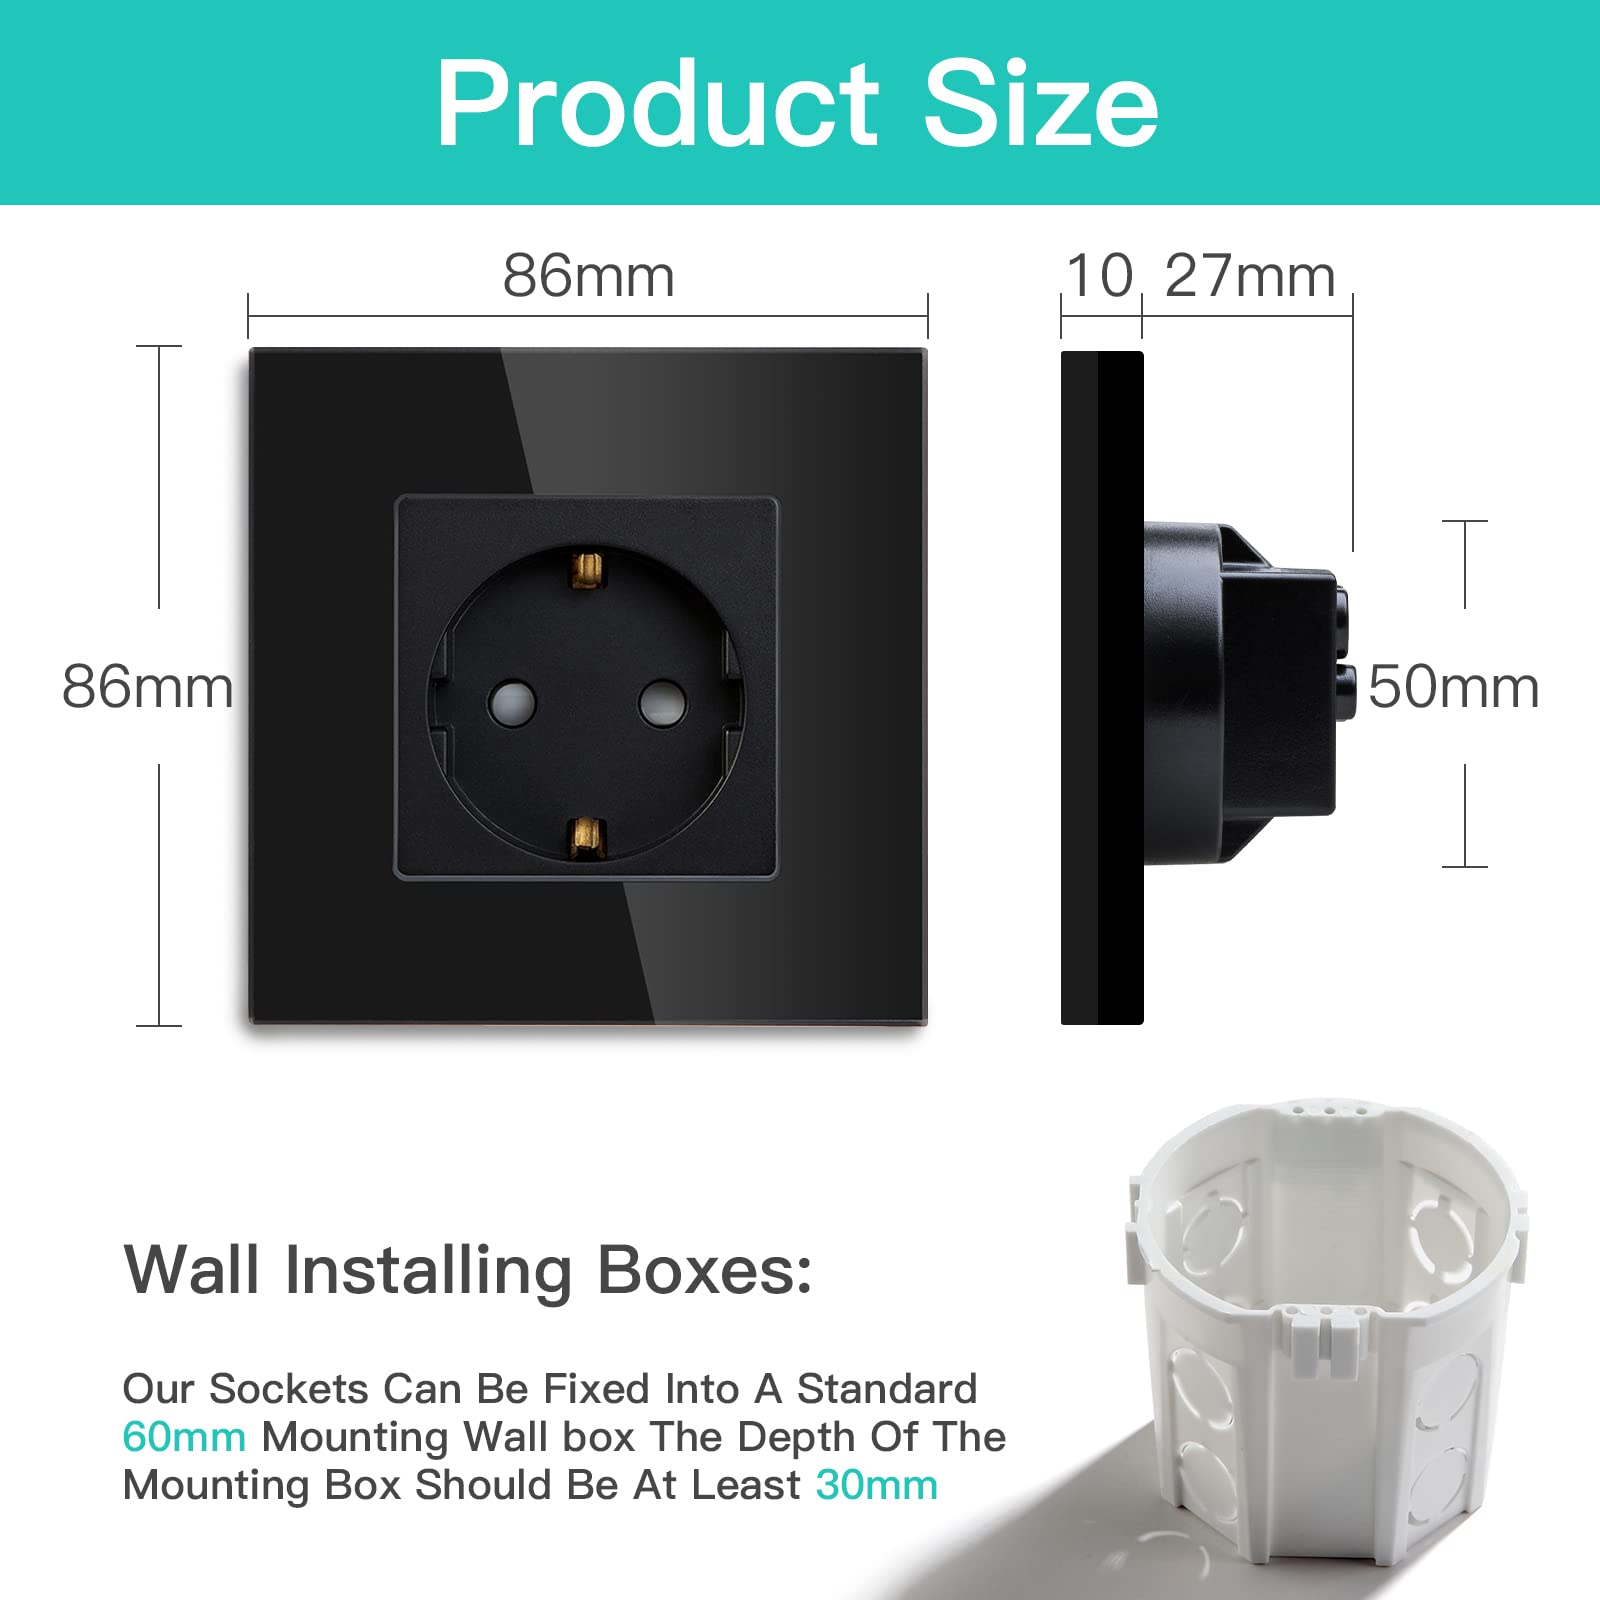 Product Size
86mm
10 27mm
86mm
50mm
Wall Installing Boxes:
Our Sockets Can Be Fixed Into A Standard
60mm Mounting Wall box The Depth Of The
Mounting Box Should Be At Least 30mm